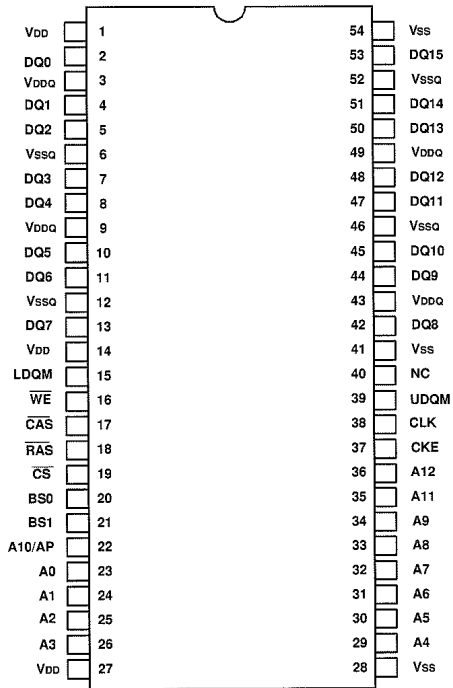 VDD 1 54 VSS
DQ0 2 53 DQ15
VDDQ 3 52 VSSQ
DQ1 4 51 DQ14
DQ2 5 50 DQ13
VSSQ 6 49 VDDQ
DQ3 7 48 DQ12
DQ4 8 47 DQ11
VDDQ 9 46 VSSQ
DQ5 10 45 DQ10
DQ6 11 44 DQ9
VSSQ 12 43 VDDQ
DQ7 13 42 DQ8
VDD 14 41 VSS
LDQM 15 40 NC
W̅E̅ 16 39 UDQM
C̅A̅S̅ 17 38 CLK
R̅A̅S̅ 18 37 CKE
C̅S̅ 19 36 A12
BS0 20 35 A11
BS1 21 34 A9
A10/AP 22 33 A8
A0 23 32 A7
A1 24 31 A6
A2 25 30 A5
A3 26 29 A4
VDD 27 28 VSS